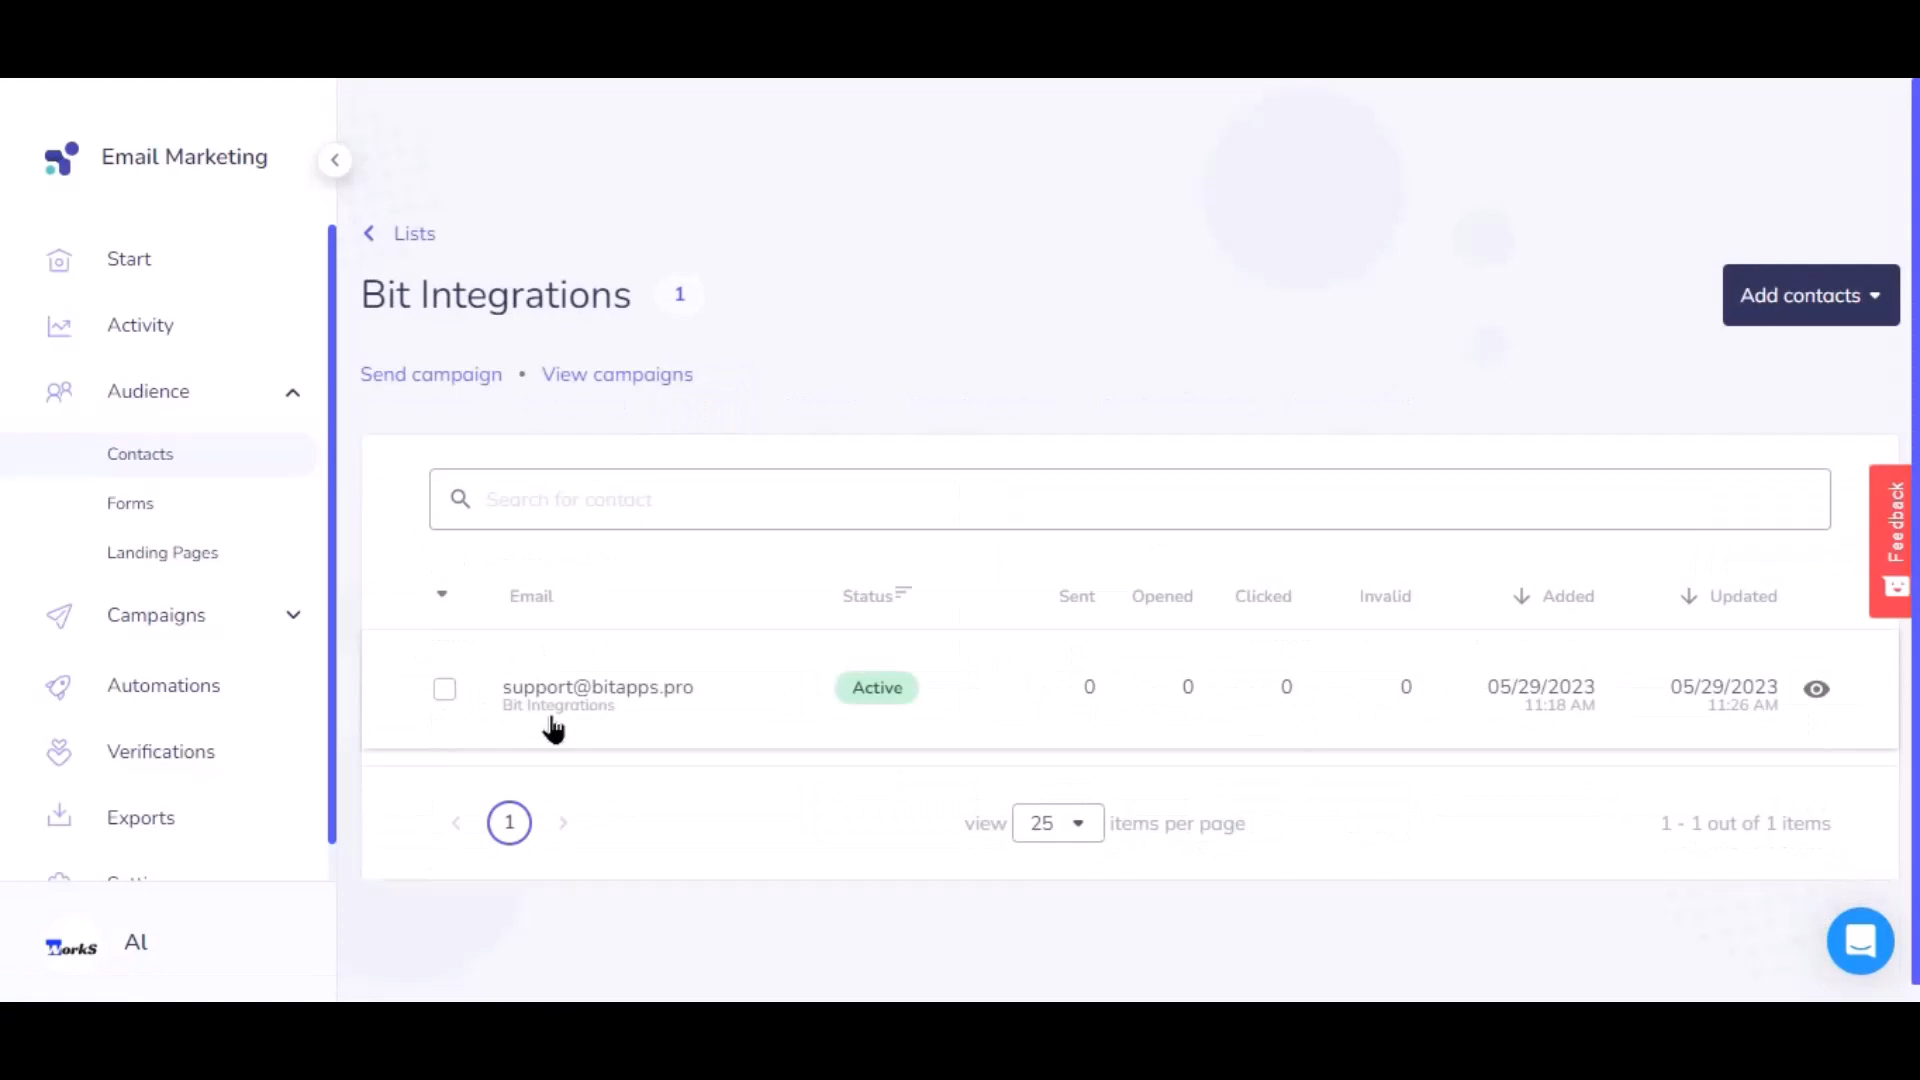 Email Marketing
Start
Activity
Audience
Contacts
Forms
Landing Pages
Campaigns
Automations
Verifications
Exports
WorkS
Al
Lists
Bit Integrations 1
Add contacts
Send campaign • View campaigns
Search for contact
Email Status Sent Opened Clicked Invalid Added Updated
support@bitapps.pro Active 0 0 0 0 05/29/2023 05/29/2023
Bit Integrations 11:18 AM 11:26 AM
1 view 25 items per page 1 - 1 out of 1 items
Feedback